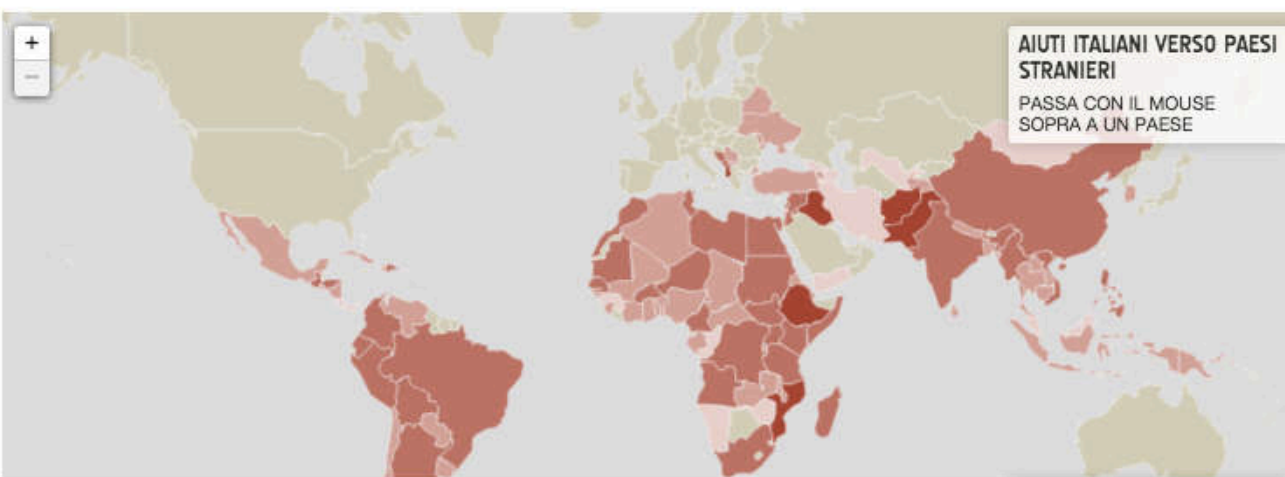 +
−
AIUTI ITALIANI VERSO PAESI
STRANIERI
PASSA CON IL MOUSE
SOPRA A UN PAESE